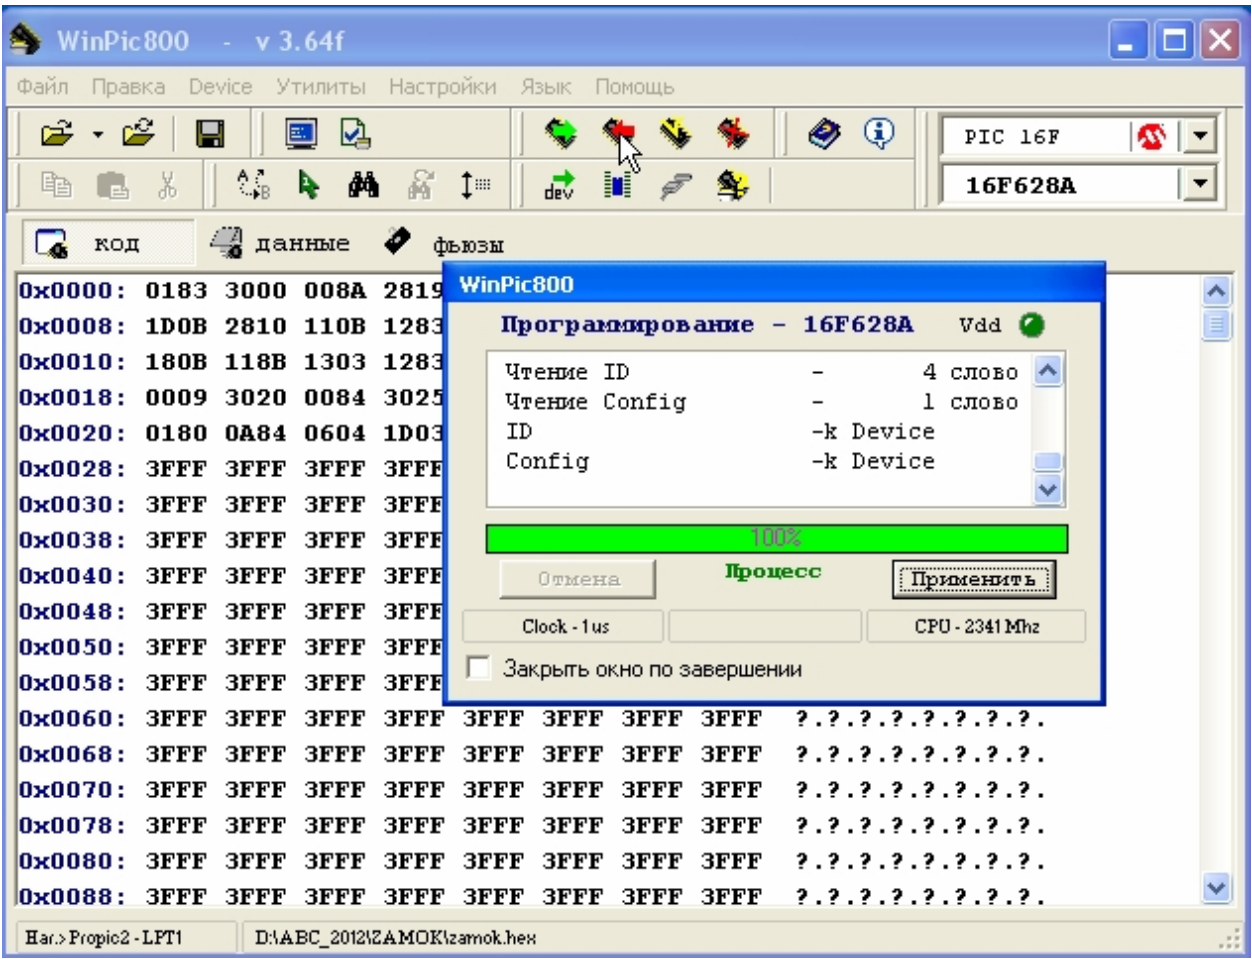 WinPic800 - v 3.64f
Файл Правка Device Утилиты Настройки Язык Помощь
PIC 16F
dev
16F628A
код данные фьюзы
0x0000: 0183 3000 008A 2819
0x0008: 1D0B 2810 110B 1283
0x0010: 180B 118B 1303 1283
0x0018: 0009 3020 0084 3025
0x0020: 0180 0A84 0604 1D03
0x0028: 3FFF 3FFF 3FFF 3FFF
0x0030: 3FFF 3FFF 3FFF 3FFF
0x0038: 3FFF 3FFF 3FFF 3FFF
0x0040: 3FFF 3FFF 3FFF 3FFF
0x0048: 3FFF 3FFF 3FFF 3FFF
0x0050: 3FFF 3FFF 3FFF 3FFF
0x0058: 3FFF 3FFF 3FFF 3FFF
WinPic800
Программирование - 16F628A Vdd
Чтение ID - 4 слово
Чтение Config - 1 слово
ID -k Device
Config -k Device
100%
Отмена Процесс Применить
Clock - 1 us CPU - 2341 Mhz
Закрыть окно по завершении
0x0060: 3FFF 3FFF 3FFF 3FFF 3FFF 3FFF 3FFF 3FFF ?.?.?.?.?.?.?.?.
0x0068: 3FFF 3FFF 3FFF 3FFF 3FFF 3FFF 3FFF 3FFF ?.?.?.?.?.?.?.?.
0x0070: 3FFF 3FFF 3FFF 3FFF 3FFF 3FFF 3FFF 3FFF ?.?.?.?.?.?.?.?.
0x0078: 3FFF 3FFF 3FFF 3FFF 3FFF 3FFF 3FFF 3FFF ?.?.?.?.?.?.?.?.
0x0080: 3FFF 3FFF 3FFF 3FFF 3FFF 3FFF 3FFF 3FFF ?.?.?.?.?.?.?.?.
0x0088: 3FFF 3FFF 3FFF 3FFF 3FFF 3FFF 3FFF 3FFF ?.?.?.?.?.?.?.?.
Наг.> Propic2 - LPT1 D:\ABC_2012\ZAMOK\zamok.hex